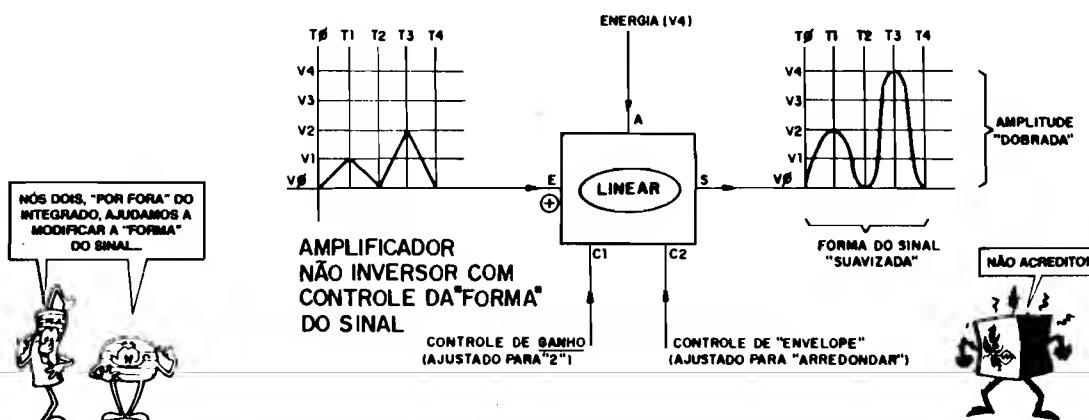 ENERGIA (V4)
TØ T1 T2 T3 T4
V4
V3
V2
V1
VØ
A
E
LINEAR
S
C1
C2
TØ T1 T2 T3 T4
V4
V3
V2
V1
VØ
AMPLITUDE
"DOBRADA"
FORMA DO SINAL
"SUAVIZADA"
NÓS DOIS, "POR FORA" DO
INTEGRADO, AJUDAMOS A
MODIFICAR A "FORMA"
DO SINAL...
AMPLIFICADOR
NÃO INVERSOR COM
CONTROLE DA "FORMA"
DO SINAL
CONTROLE DE GANHO
(AJUSTADO PARA "2")
CONTROLE DE "ENVELOPE"
(AJUSTADO PARA "ARREDONDAR")
NÃO ACREDITO!